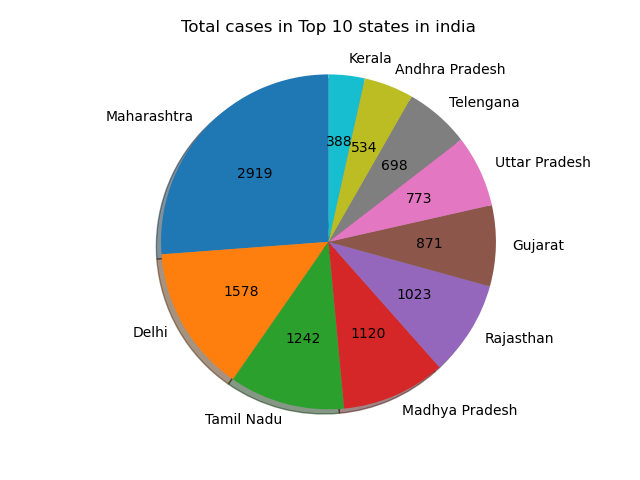 Total cases in Top 10 states in india
Kerala
Andhra Pradesh
Telengana
Maharashtra
Uttar Pradesh
Gujarat
Delhi
Rajasthan
Madhya Pradesh
Tamil Nadu
388
534
698
2919
773
871
1578
1023
1242
1120